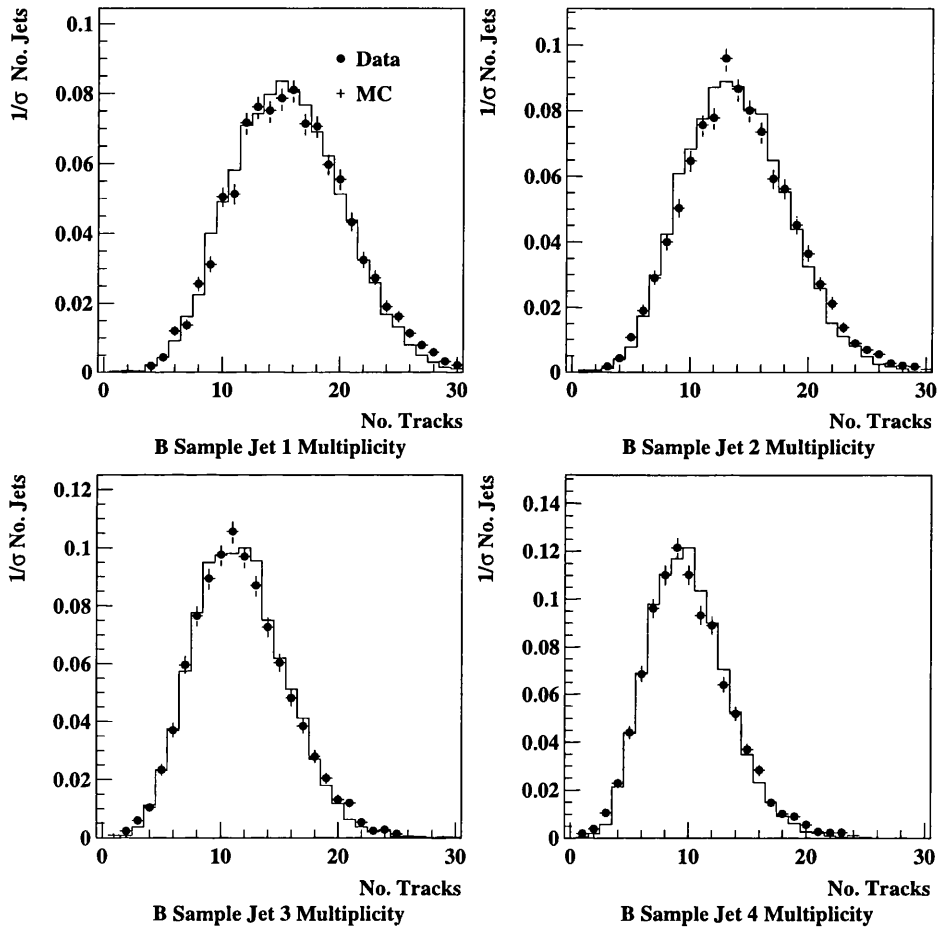 1/σ No. Jets
0.1
0.08
0.06
0.04
0.02
0
0 10 20 30
Data
MC
No. Tracks
B Sample Jet 1 Multiplicity
1/σ No. Jets
0.1
0.08
0.06
0.04
0.02
0
0 10 20 30
No. Tracks
B Sample Jet 2 Multiplicity
1/σ No. Jets
0.12
0.1
0.08
0.06
0.04
0.02
0
0 10 20 30
No. Tracks
B Sample Jet 3 Multiplicity
1/σ No. Jets
0.14
0.12
0.1
0.08
0.06
0.04
0.02
0
0 10 20 30
No. Tracks
B Sample Jet 4 Multiplicity